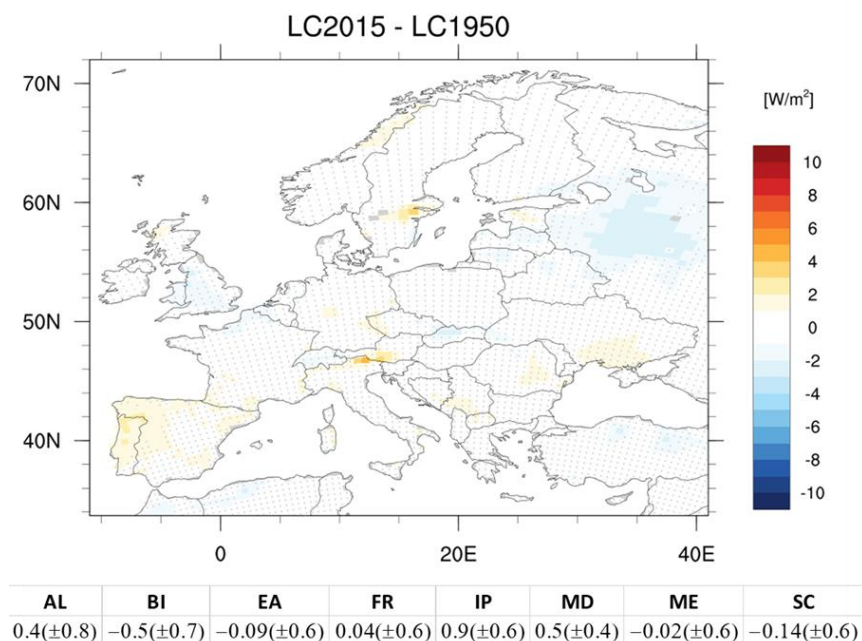 LC2015 - LC1950
70N
60N
50N
40N
0
20E
40E
[W/m²]
10
8
6
4
2
0
-2
-4
-6
-8
-10
AL BI EA FR IP MD ME SC
0.4(±0.8) −0.5(±0.7) −0.09(±0.6) 0.04(±0.6) 0.9(±0.6) 0.5(±0.4) −0.02(±0.6) −0.14(±0.6)